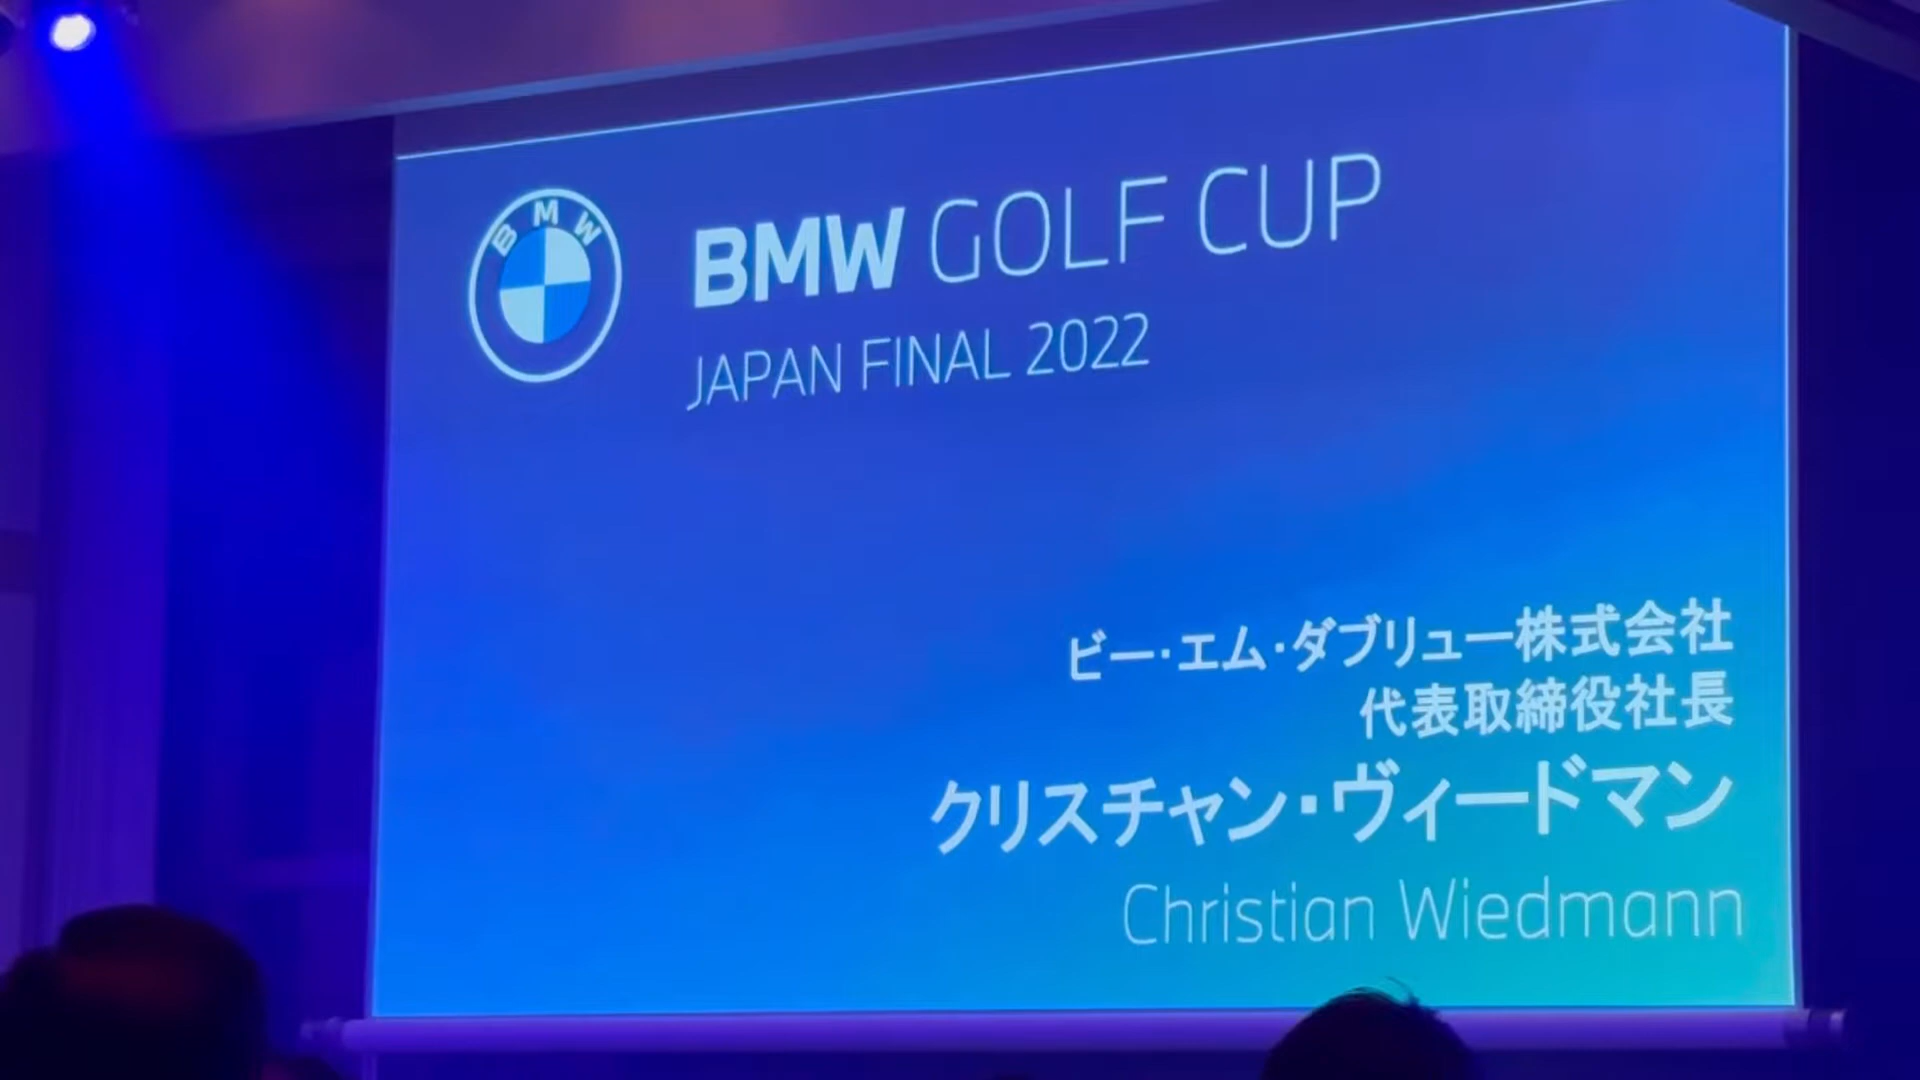 BMW
BMW GOLF CUP
JAPAN FINAL 2022
ビー・エム・ダブリュー株式会社
代表取締役社長
クリスチャン・ヴィードマン
Christian Wiedmann